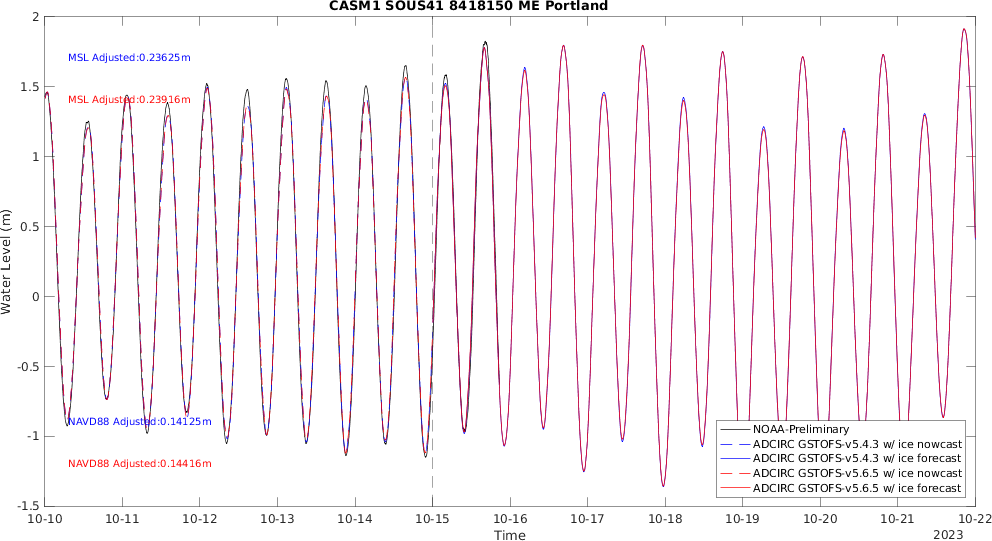 CASM1 SOUS41 8418150 ME Portland
2
1.5
1
0.5
0
-0.5
-1
-1.5
Water Level (m)
MSL Adjusted:0.23625m
MSL Adjusted:0.23916m
NAVD88 Adjusted:0.14125m
NAVD88 Adjusted:0.14416m
NOAA-Preliminary
ADCIRC GSTOFS-v5.4.3 w/ ice nowcast
ADCIRC GSTOFS-v5.4.3 w/ ice forecast
ADCIRC GSTOFS-v5.6.5 w/ ice nowcast
ADCIRC GSTOFS-v5.6.5 w/ ice forecast
10-10 10-11 10-12 10-13 10-14 10-15 10-16 10-17 10-18 10-19 10-20 10-21 10-22
Time
2023